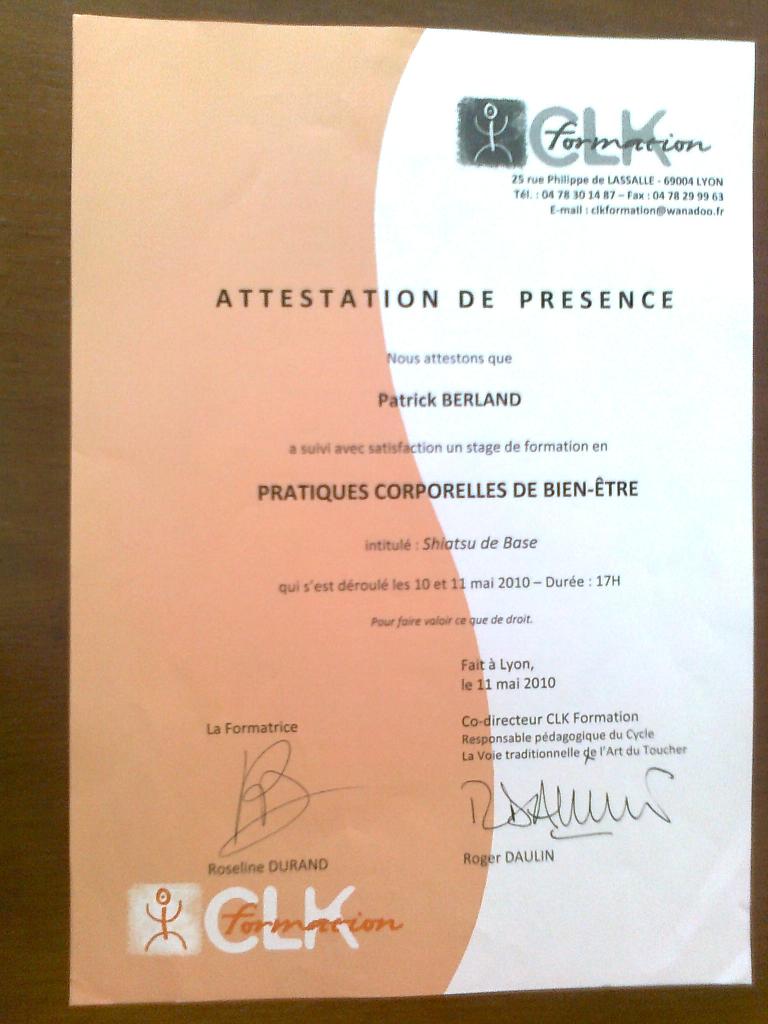 CLK formation
25 rue Philippe de LASSALLE - 69004 LYON
Tél. : 04 78 30 14 87 – Fax : 04 78 29 99 63
E-mail : clkformation@wanadoo.fr
ATTESTATION DE PRESENCE
Nous attestons que
Patrick BERLAND
a suivi avec satisfaction un stage de formation en
PRATIQUES CORPORELLES DE BIEN-ÊTRE
intitulé : Shiatsu de Base
qui s'est déroulé les 10 et 11 mai 2010 – Durée : 17H
Pour faire valoir ce que de droit.
Fait à Lyon,
le 11 mai 2010
La Formatrice
Co-directeur CLK Formation
Responsable pédagogique du Cycle
La Voie traditionnelle de l'Art du Toucher
Roseline DURAND
Roger DAULIN
CLK formation